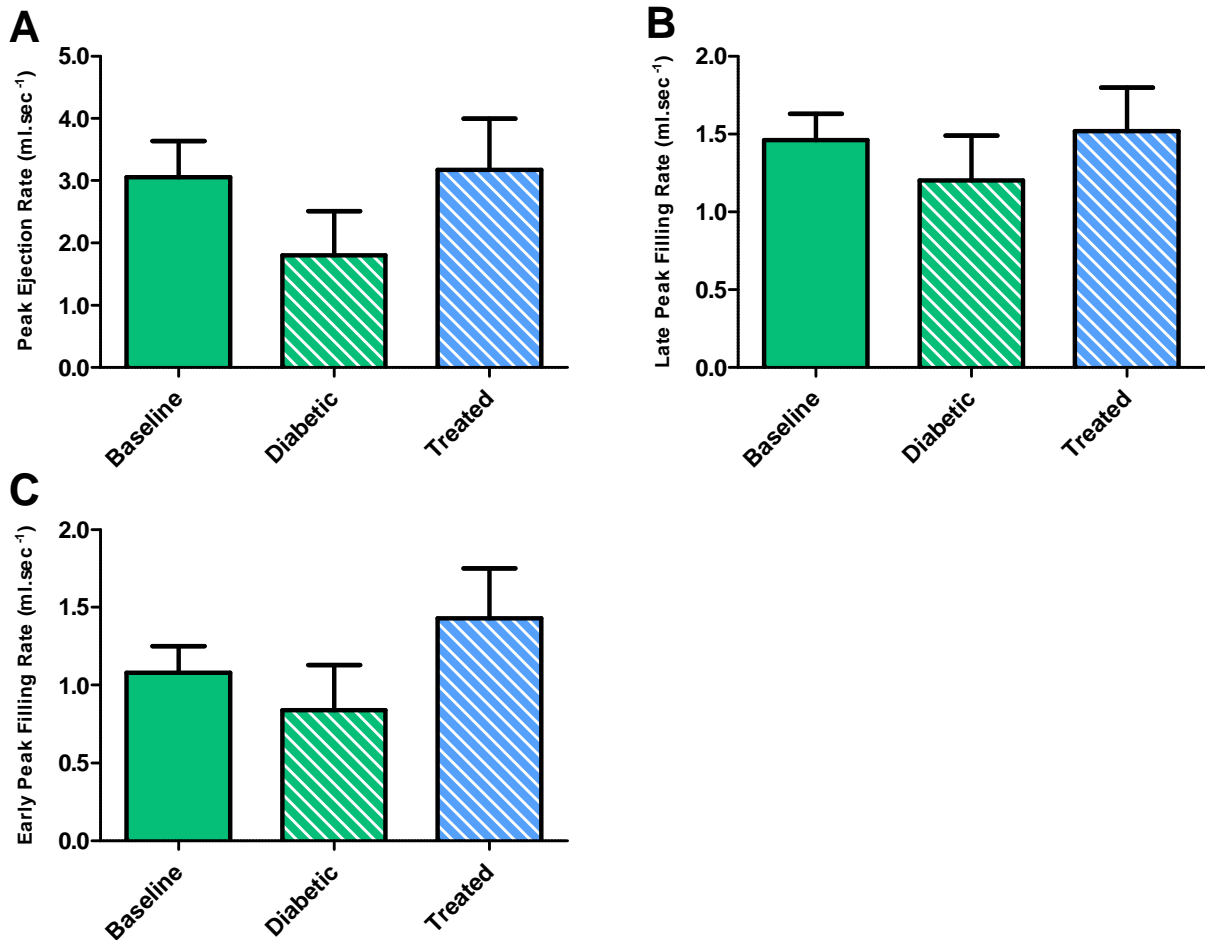 A
Peak Ejection Rate (ml.sec⁻¹)
5.0
4.0
3.0
2.0
1.0
0.0
Baseline
Diabetic
Treated
B
Late Peak Filling Rate (ml.sec⁻¹)
2.0
1.5
1.0
0.5
0.0
Baseline
Diabetic
Treated
C
Early Peak Filling Rate (ml.sec⁻¹)
2.0
1.5
1.0
0.5
0.0
Baseline
Diabetic
Treated